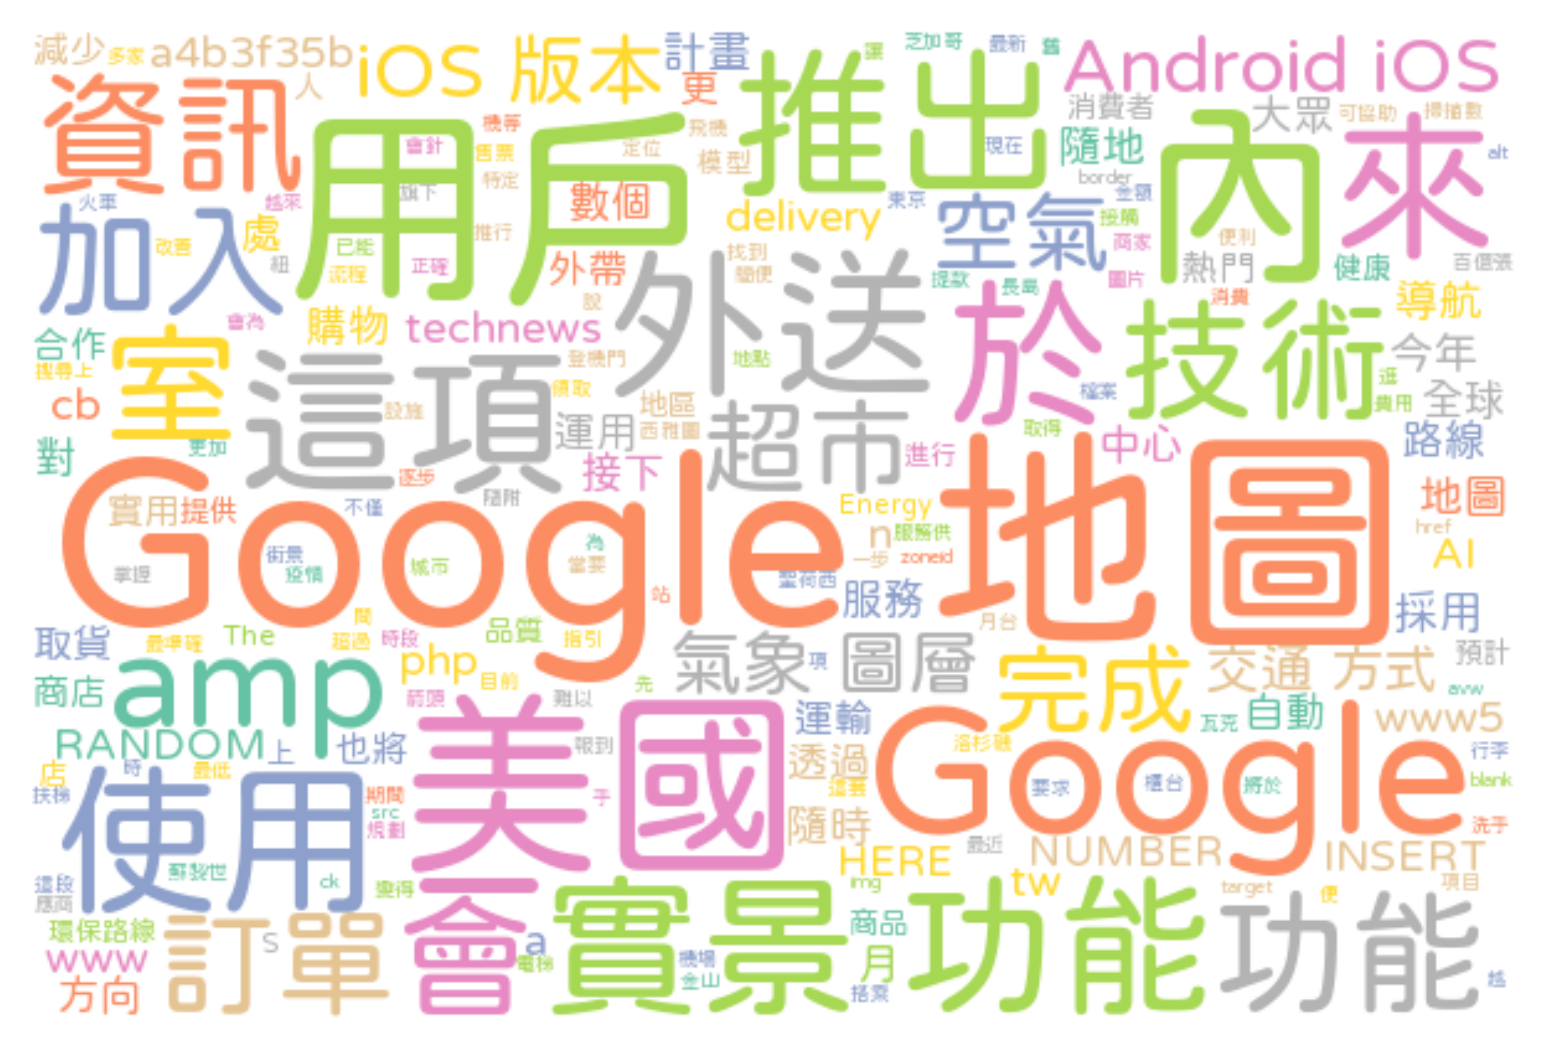 減少 多家 a4b3f35b iOS 版本 計畫 讓 芝加哥 最新 舊 Android iOS
資訊 人 更 推出 消費者 大眾 可協助 掃描數
用戶 機等 飛機 現在 隨地 內 來 alt
會針 售票 定位 模型 border
火車 越來 旗下 特定 數個 東京 金額
加入 改善 處 已能 推行 delivery 空氣 接觸 商家 便利
紐 流程 正確 外帶 找到 簡便 提款 長島 圖片 熱門 健康 百個張
會為 購物 technews 說 外送 於 消費 技術 導航
合作 室 這項 登機門 地點 今年
搜尋上 cb 設施 領取 地區 超市 檔案 逛 費用 全球
對 更加 運用 西雅圖 取得 中心 路線
逐步 接下 進行
Google 地圖 實用 提供 不僅 隨附 Energy n 服務供 地圖
href
掌握 街景 疫情 城市 為 當要 一步 zoneid AI
站 聖荷西 服務 月台 採用
取貨 最準確 The 間 超過 時段 品質 指引 氣象 圖層 項 完成 交通 方式 預計
商店 amp php 目前 箭頭 難以 先 avw
RANDOM 上 也將 美國 報到 運輸 Google 洛杉磯 瓦克 自動 www5
店 時 最低 透過 這套 要求 櫃台 將於 行李 blank
扶梯 使用 期間 src 規劃 手 隨時 洗手
蘇黎世 HERE 最近 NUMBER INSERT
這段 應商 ck 變得 img tw target 便 項目
環保路線 訂單 s 會 a 實景 商品 功能 功能
www 電梯 機場 月
方向 金山 搭乘 越